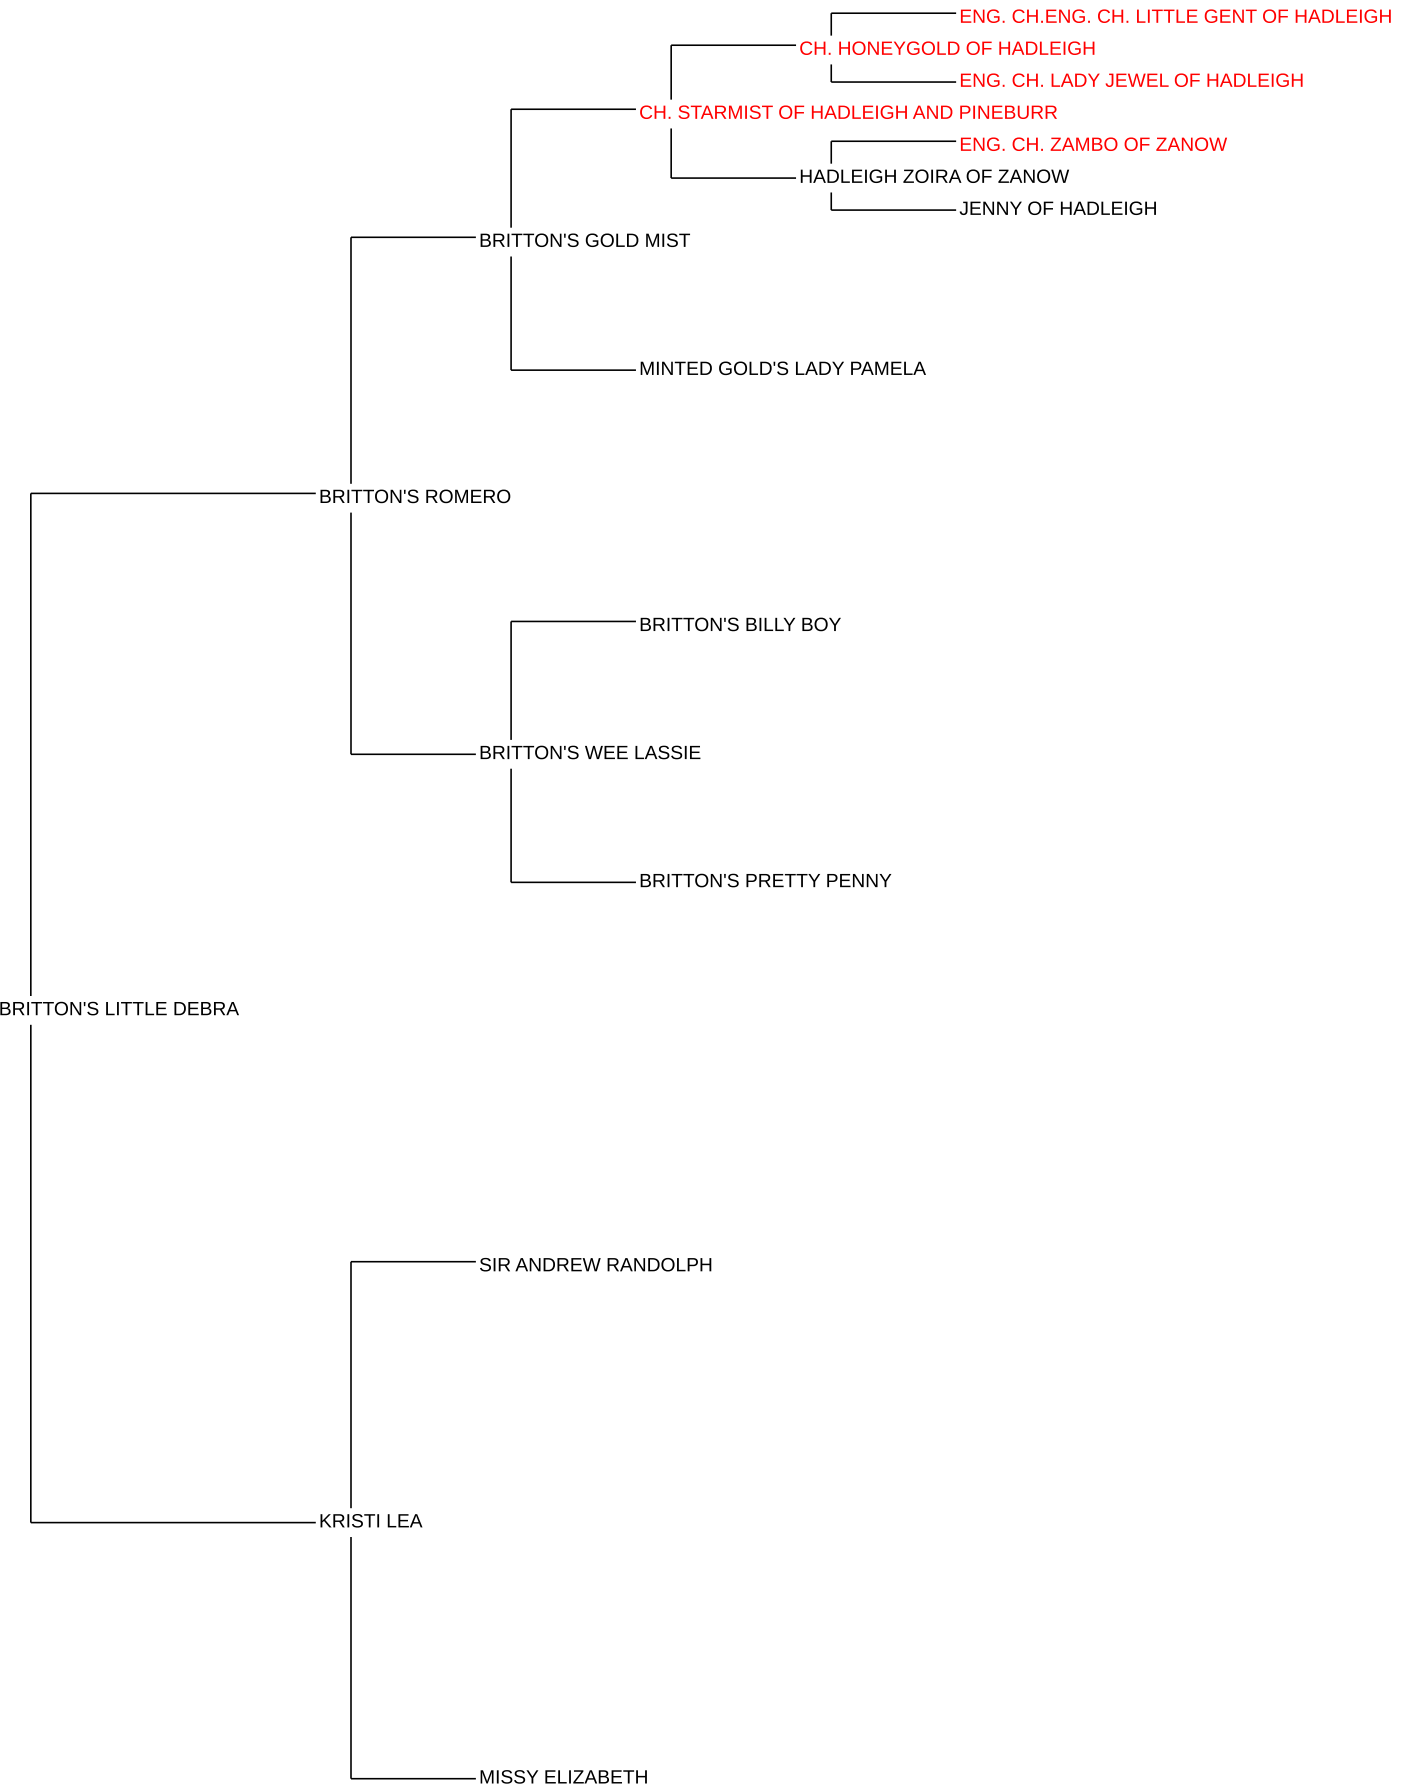 ENG. CH.ENG. CH. LITTLE GENT OF HADLEIGH
CH. HONEYGOLD OF HADLEIGH
ENG. CH. LADY JEWEL OF HADLEIGH
CH. STARMIST OF HADLEIGH AND PINEBURR
ENG. CH. ZAMBO OF ZANOW
HADLEIGH ZOIRA OF ZANOW
JENNY OF HADLEIGH
BRITTON'S GOLD MIST
MINTED GOLD'S LADY PAMELA
BRITTON'S ROMERO
BRITTON'S BILLY BOY
BRITTON'S WEE LASSIE
BRITTON'S PRETTY PENNY
BRITTON'S LITTLE DEBRA
SIR ANDREW RANDOLPH
KRISTI LEA
MISSY ELIZABETH